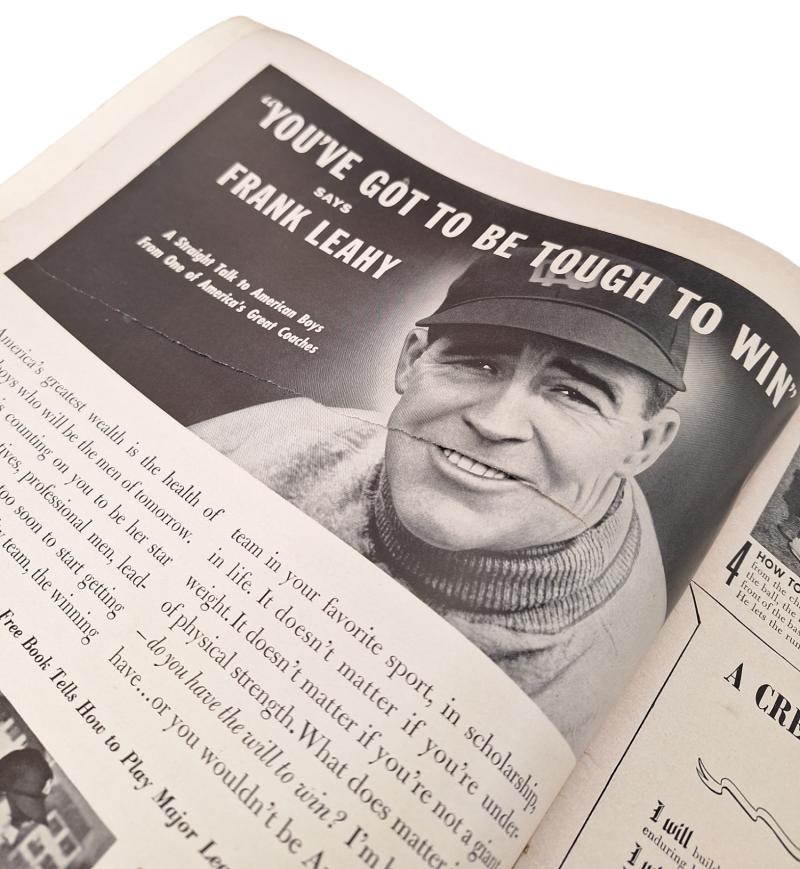 "YOU'VE GOT TO BE TOUGH TO WIN"
SAYS
FRANK LEAHY
A Straight Talk to American Boys
From One of America's Great Coaches
America's greatest wealth is the health of
boys who will be the men of tomorrow.
counting on you to be her star
professional men, lead-
too soon to start getting
team, the winning
team in your favorite sport, in scholarship,
in life. It doesn't matter if you're under-
weight. It doesn't matter if you're not a giant
of physical strength. What does matter
—do you have the will to win? I'm
have...or you wouldn't be
Free Book Tells How to Play Major
4
HOW TO
from the
the ball, the
front of the
He lets the
A
I will
enduring